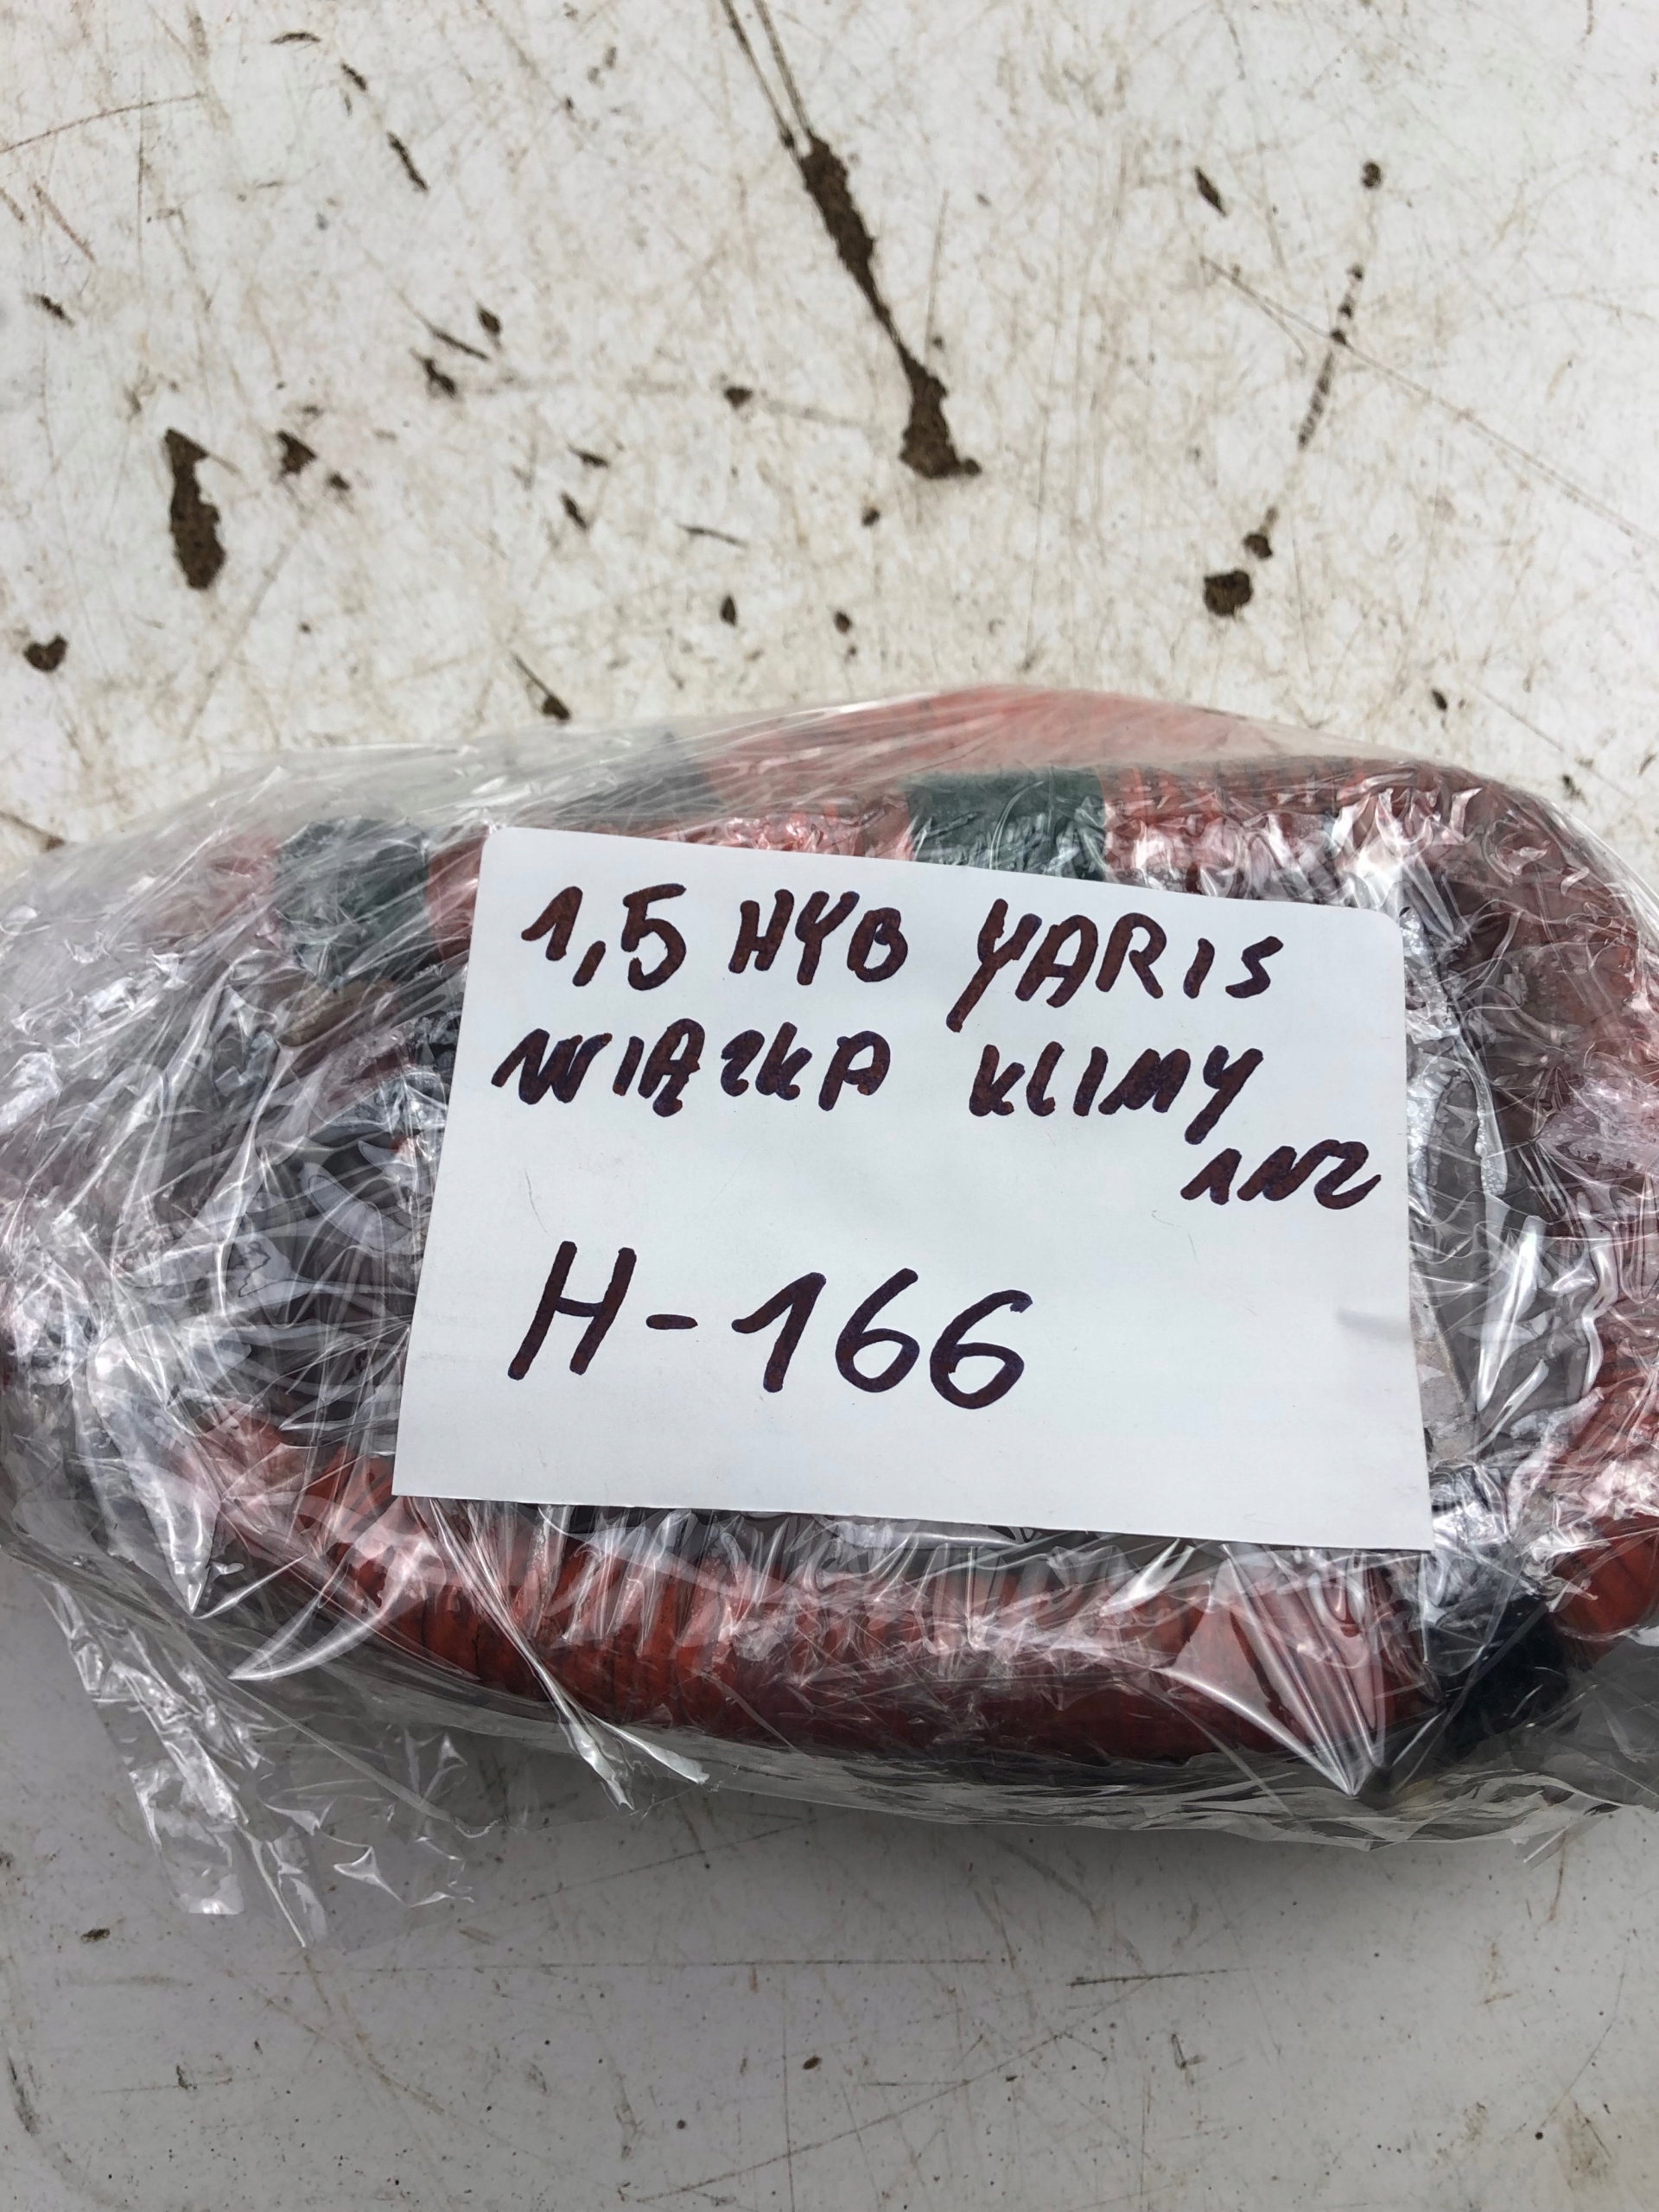 1,5 HYB YARIS
WIĄZKA KLIMY
1NZ
H-166